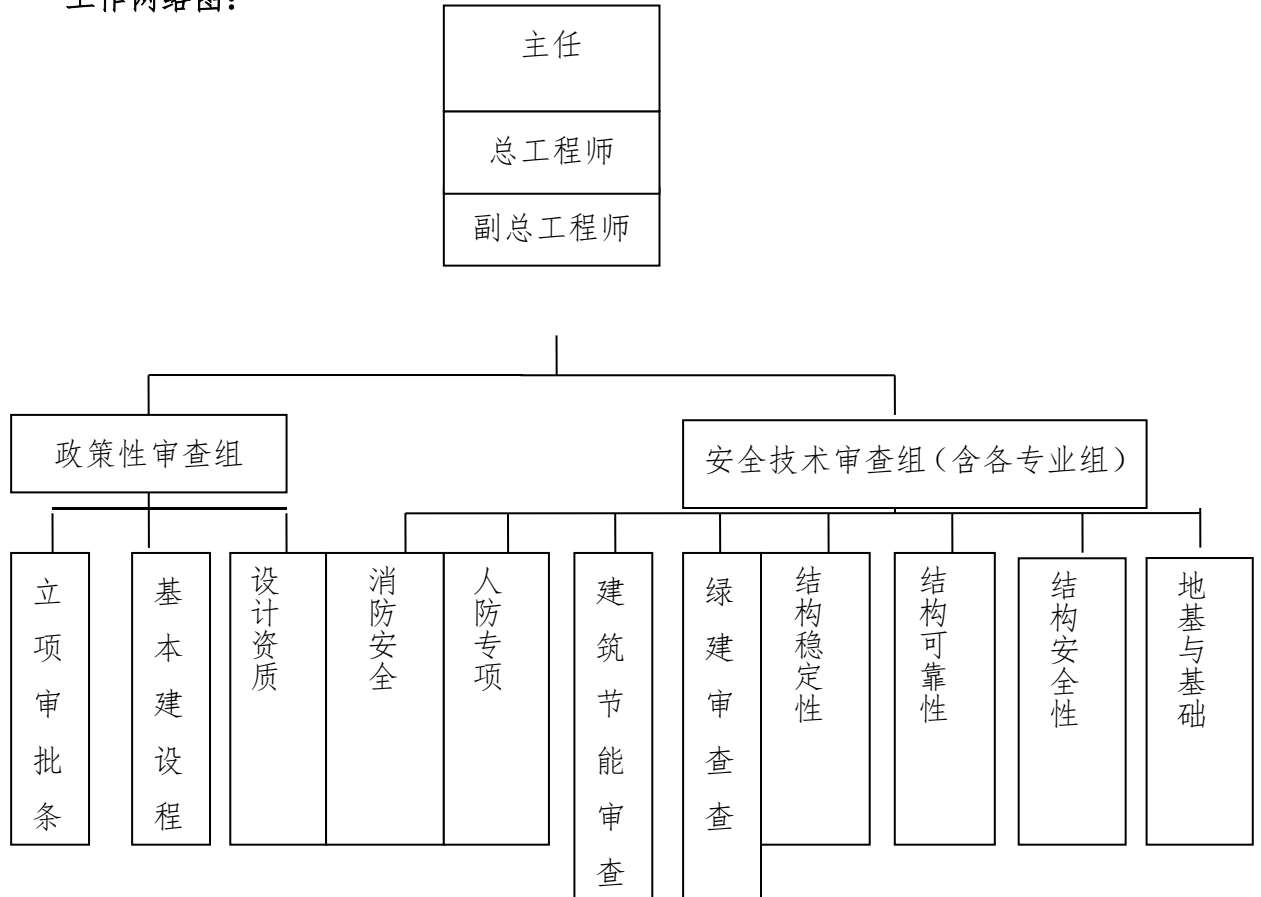 工作网络图：
主任
总工程师
副总工程师
政策性审查组
安全技术审查组（含各专业组）
立项审批条
基本建设程
设计资质
消防安全
人防专项
建筑节能审查
绿建审查查
结构稳定性
结构可靠性
结构安全性
地基与基础